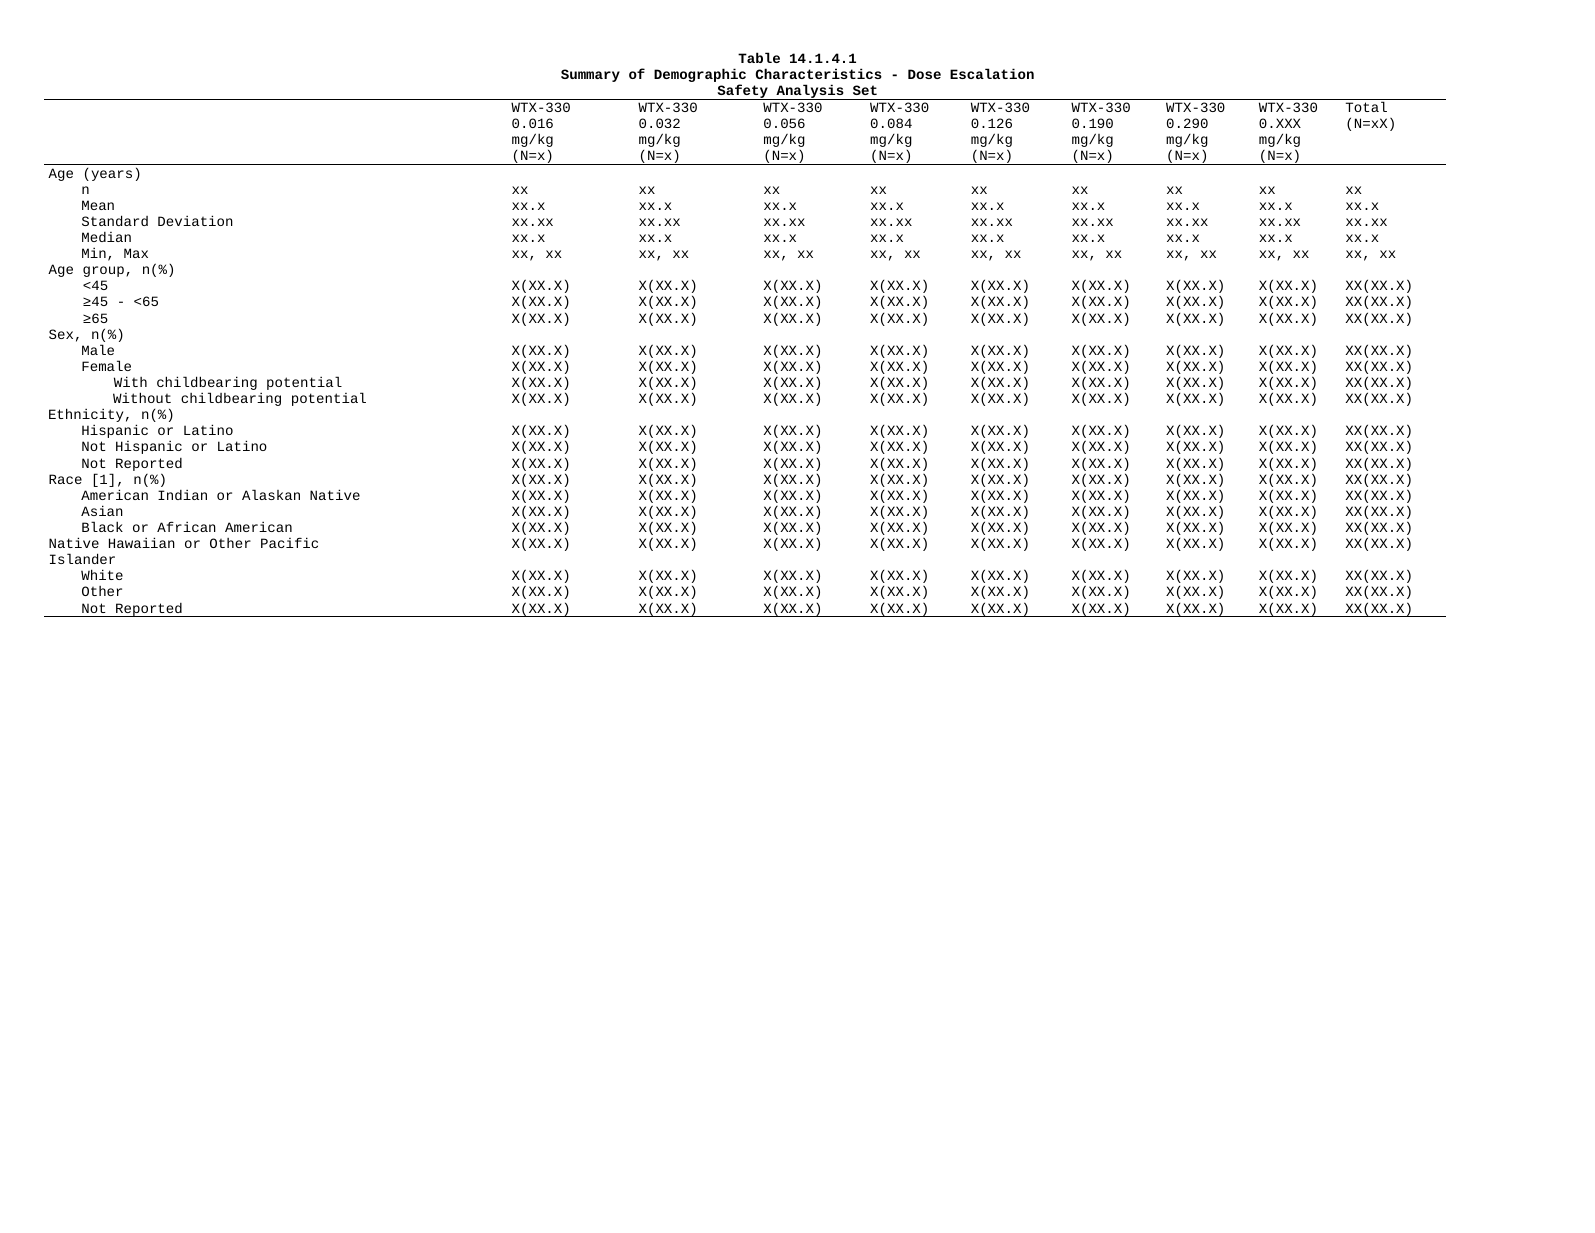 Table 14.1.4.1
Summary of Demographic Characteristics - Dose Escalation
Safety Analysis Set
WTX-330 WTX-330 WTX-330 WTX-330 WTX-330 WTX-330 WTX-330 WTX-330 Total
0.016 0.032 0.056 0.084 0.126 0.190 0.290 0.XXX (N=xX)
mg/kg mg/kg mg/kg mg/kg mg/kg mg/kg mg/kg mg/kg
(N=x) (N=x) (N=x) (N=x) (N=x) (N=x) (N=x) (N=x)
Age (years)
n xx xx xx xx xx xx xx xx xx
Mean xx.x xx.x xx.x xx.x xx.x xx.x xx.x xx.x xx.x
Standard Deviation xx.xx xx.xx xx.xx xx.xx xx.xx xx.xx xx.xx xx.xx xx.xx
Median xx.x xx.x xx.x xx.x xx.x xx.x xx.x xx.x xx.x
Min, Max xx, xx xx, xx xx, xx xx, xx xx, xx xx, xx xx, xx xx, xx xx, xx
Age group, n(%)
<45 X(XX.X) X(XX.X) X(XX.X) X(XX.X) X(XX.X) X(XX.X) X(XX.X) X(XX.X) XX(XX.X)
≥45 - <65 X(XX.X) X(XX.X) X(XX.X) X(XX.X) X(XX.X) X(XX.X) X(XX.X) X(XX.X) XX(XX.X)
≥65 X(XX.X) X(XX.X) X(XX.X) X(XX.X) X(XX.X) X(XX.X) X(XX.X) X(XX.X) XX(XX.X)
Sex, n(%)
Male X(XX.X) X(XX.X) X(XX.X) X(XX.X) X(XX.X) X(XX.X) X(XX.X) X(XX.X) XX(XX.X)
Female X(XX.X) X(XX.X) X(XX.X) X(XX.X) X(XX.X) X(XX.X) X(XX.X) X(XX.X) XX(XX.X)
With childbearing potential X(XX.X) X(XX.X) X(XX.X) X(XX.X) X(XX.X) X(XX.X) X(XX.X) X(XX.X) XX(XX.X)
Without childbearing potential X(XX.X) X(XX.X) X(XX.X) X(XX.X) X(XX.X) X(XX.X) X(XX.X) X(XX.X) XX(XX.X)
Ethnicity, n(%)
Hispanic or Latino X(XX.X) X(XX.X) X(XX.X) X(XX.X) X(XX.X) X(XX.X) X(XX.X) X(XX.X) XX(XX.X)
Not Hispanic or Latino X(XX.X) X(XX.X) X(XX.X) X(XX.X) X(XX.X) X(XX.X) X(XX.X) X(XX.X) XX(XX.X)
Not Reported X(XX.X) X(XX.X) X(XX.X) X(XX.X) X(XX.X) X(XX.X) X(XX.X) X(XX.X) XX(XX.X)
Race [1], n(%)
American Indian or Alaskan Native X(XX.X) X(XX.X) X(XX.X) X(XX.X) X(XX.X) X(XX.X) X(XX.X) X(XX.X) XX(XX.X)
Asian X(XX.X) X(XX.X) X(XX.X) X(XX.X) X(XX.X) X(XX.X) X(XX.X) X(XX.X) XX(XX.X)
Black or African American X(XX.X) X(XX.X) X(XX.X) X(XX.X) X(XX.X) X(XX.X) X(XX.X) X(XX.X) XX(XX.X)
Native Hawaiian or Other Pacific X(XX.X) X(XX.X) X(XX.X) X(XX.X) X(XX.X) X(XX.X) X(XX.X) X(XX.X) XX(XX.X)
Islander
White X(XX.X) X(XX.X) X(XX.X) X(XX.X) X(XX.X) X(XX.X) X(XX.X) X(XX.X) XX(XX.X)
Other X(XX.X) X(XX.X) X(XX.X) X(XX.X) X(XX.X) X(XX.X) X(XX.X) X(XX.X) XX(XX.X)
Not Reported X(XX.X) X(XX.X) X(XX.X) X(XX.X) X(XX.X) X(XX.X) X(XX.X) X(XX.X) XX(XX.X)